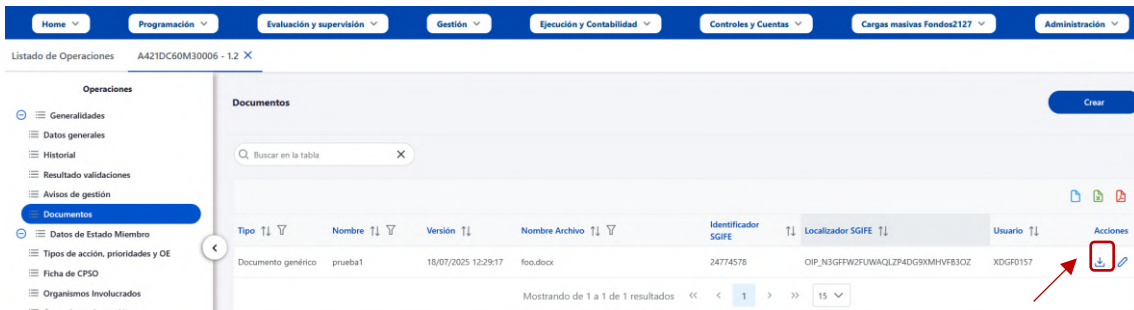 Home Programación Evaluación y supervisión Gestión Ejecución y Contabilidad Controles y Cuentas Cargas masivas Fondos2127 Administración
Listado de Operaciones A421DC60M30006 - 1.2
Operaciones
Generalidades
Datos generales
Historial
Resultado validaciones
Avisos de gestión
Documentos
Datos de Estado Miembro
Tipos de acción, prioridades y OE
Ficha de CPSO
Organismos Involucrados
Documentos Crear
Buscar en la tabla
Tipo Nombre Versión Nombre Archivo Identificador SGIFE Localizador SGIFE Usuario Acciones
Documento genérico prueba1 18/07/2025 12:29:17 foo.docx 24774578 OIP_N3GFFW2FUWAQLZP4DG9XMHVFB3OZ XDGF0157
Mostrando de 1 a 1 de 1 resultados << < 1 > >> 15